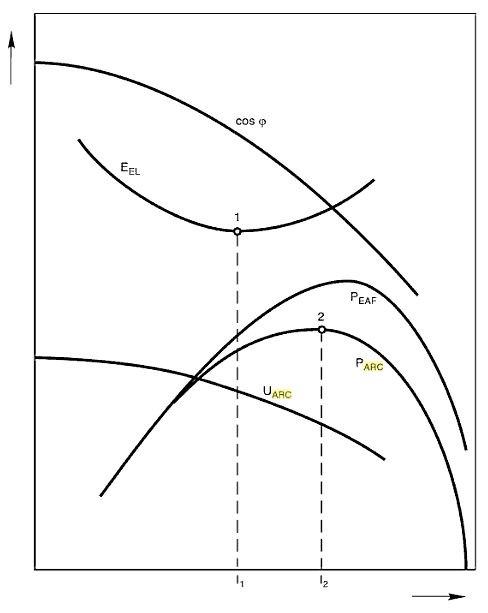 cos φ
E_EL
1
P_EAF
2
P_ARC
U_ARC
I_1
I_2